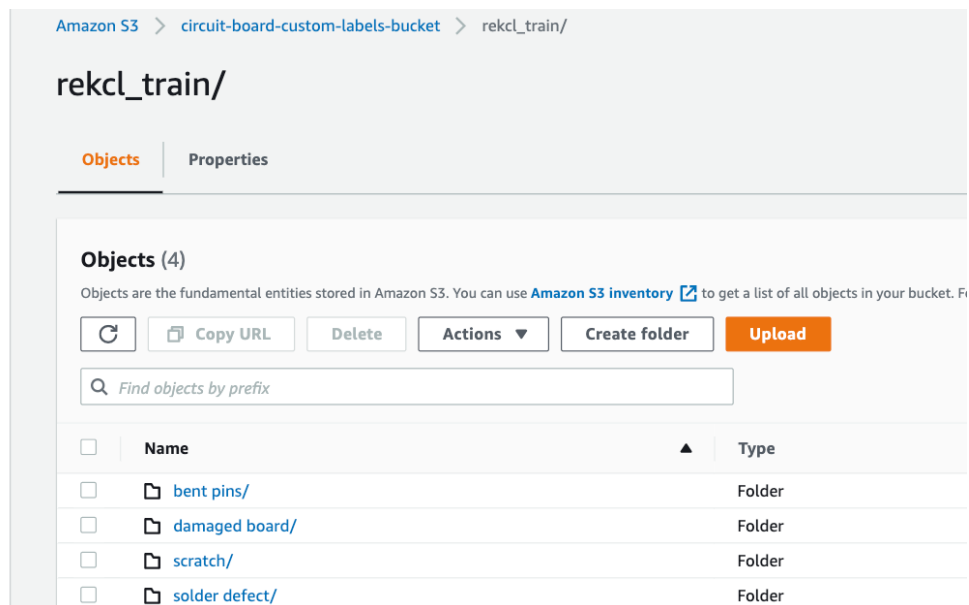 Amazon S3 > circuit-board-custom-labels-bucket > rekcl_train/
rekcl_train/
Objects Properties
Objects (4)
Objects are the fundamental entities stored in Amazon S3. You can use Amazon S3 inventory to get a list of all objects in your bucket.
Copy URL Delete Actions Create folder Upload
Find objects by prefix
Name Type
bent pins/ Folder
damaged board/ Folder
scratch/ Folder
solder defect/ Folder